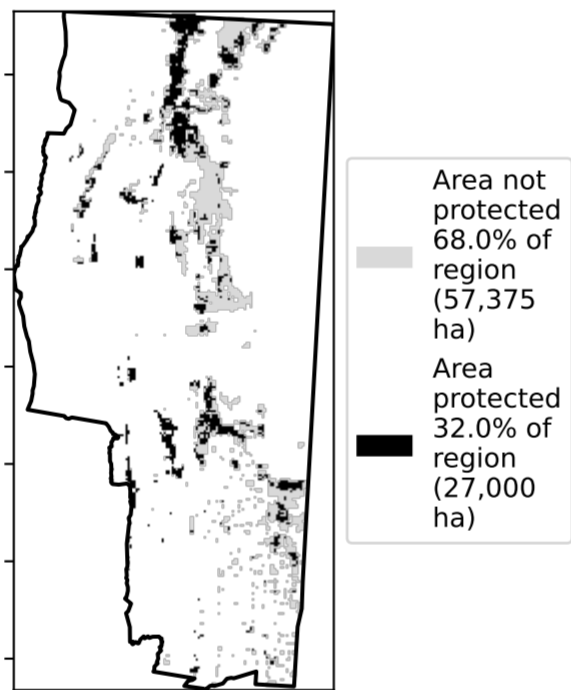 Area not
protected
68.0% of
region
(57,375
ha)
Area
protected
32.0% of
region
(27,000
ha)